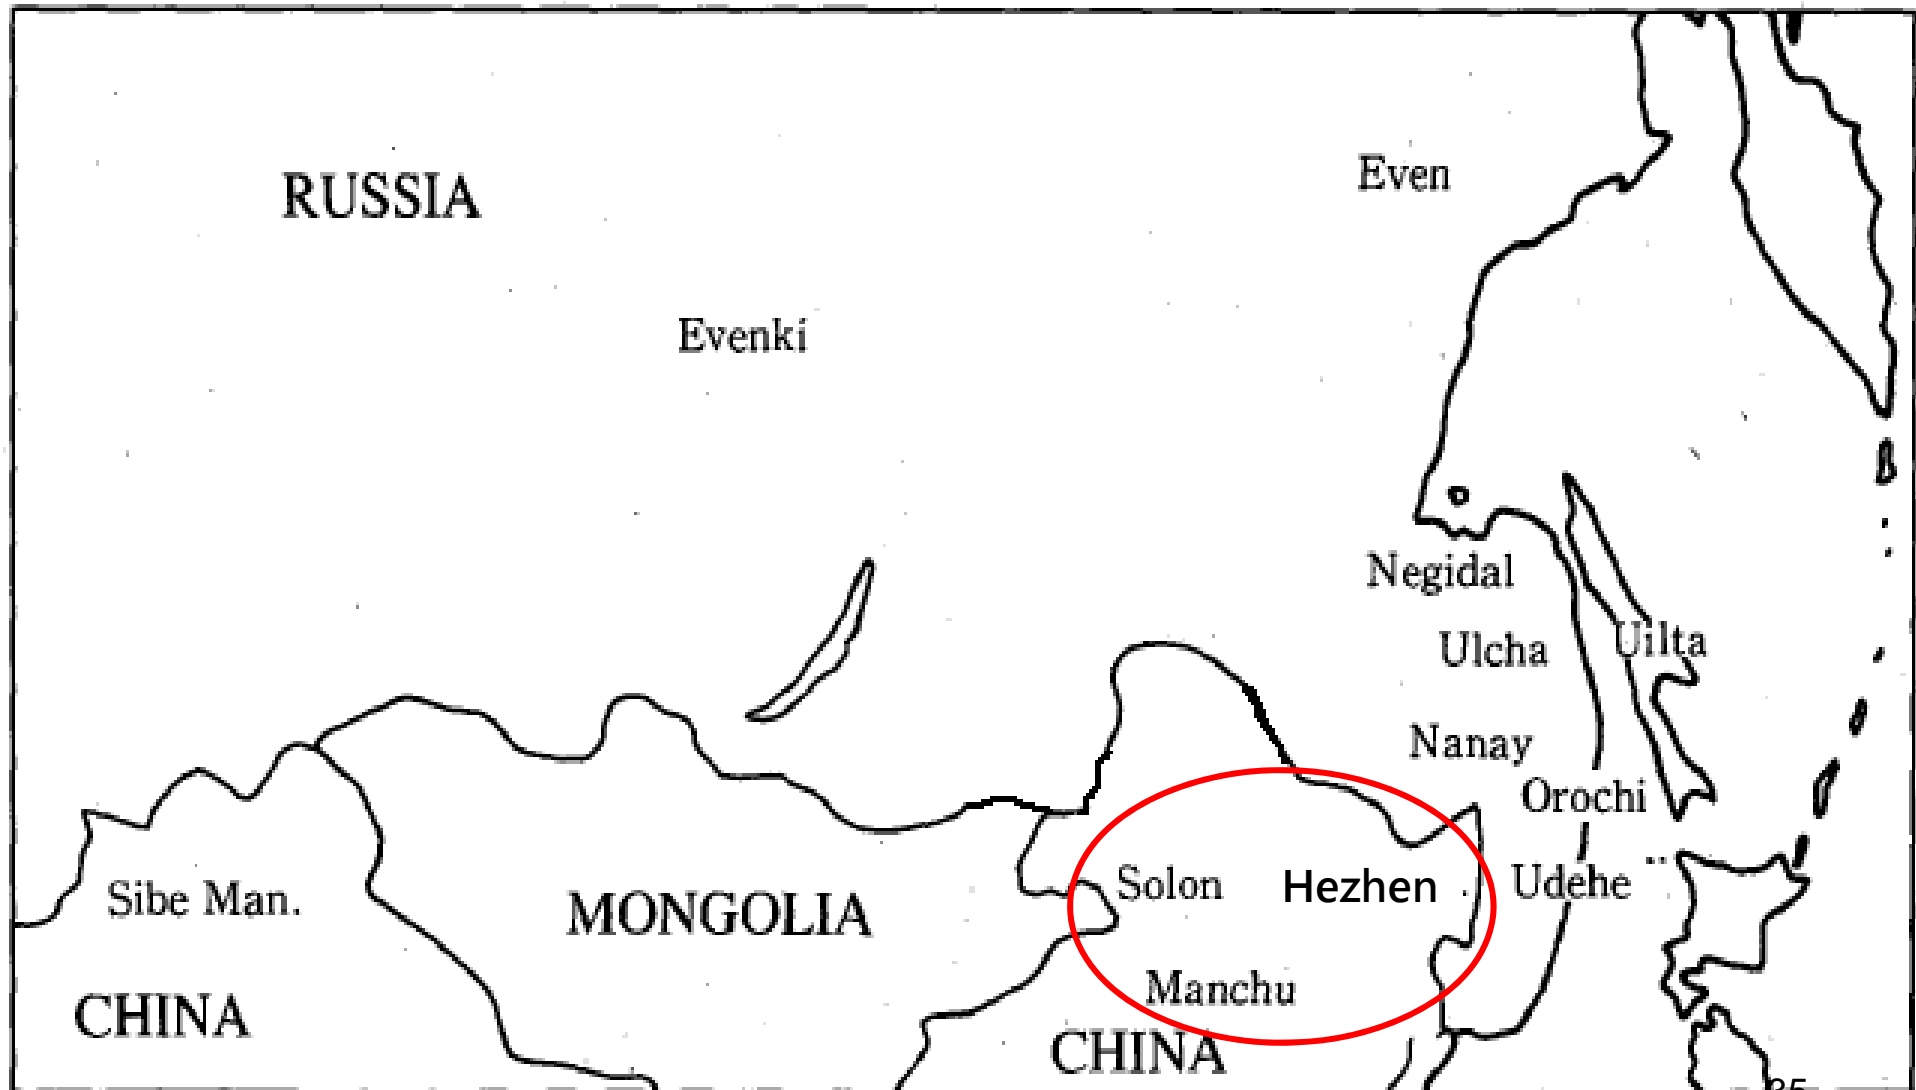 Even
RUSSIA
Evenki
Negidal
Ulcha
Uilta
Nanay
Orochi
Solon
Hezhen
Udehe
Sibe Man.
MONGOLIA
Manchu
CHINA
CHINA